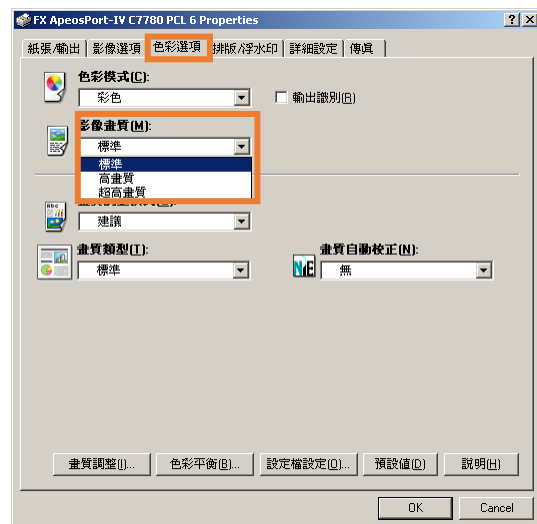 FX ApeosPort-IV C7780 PCL 6 Properties
紙張/輸出 影像選項 色彩選項 排版/浮水印 詳細設定 傳真
色彩模式(C):
彩色
輸出識別(R)
影像畫質(M):
標準
標準
高畫質
超高畫質
建議
畫質類型(T):
標準
畫質自動校正(N):
無
畫質調整(I)... 色彩平衡(B)... 設定檔設定(O)... 預設值(D) 說明(H)
OK Cancel